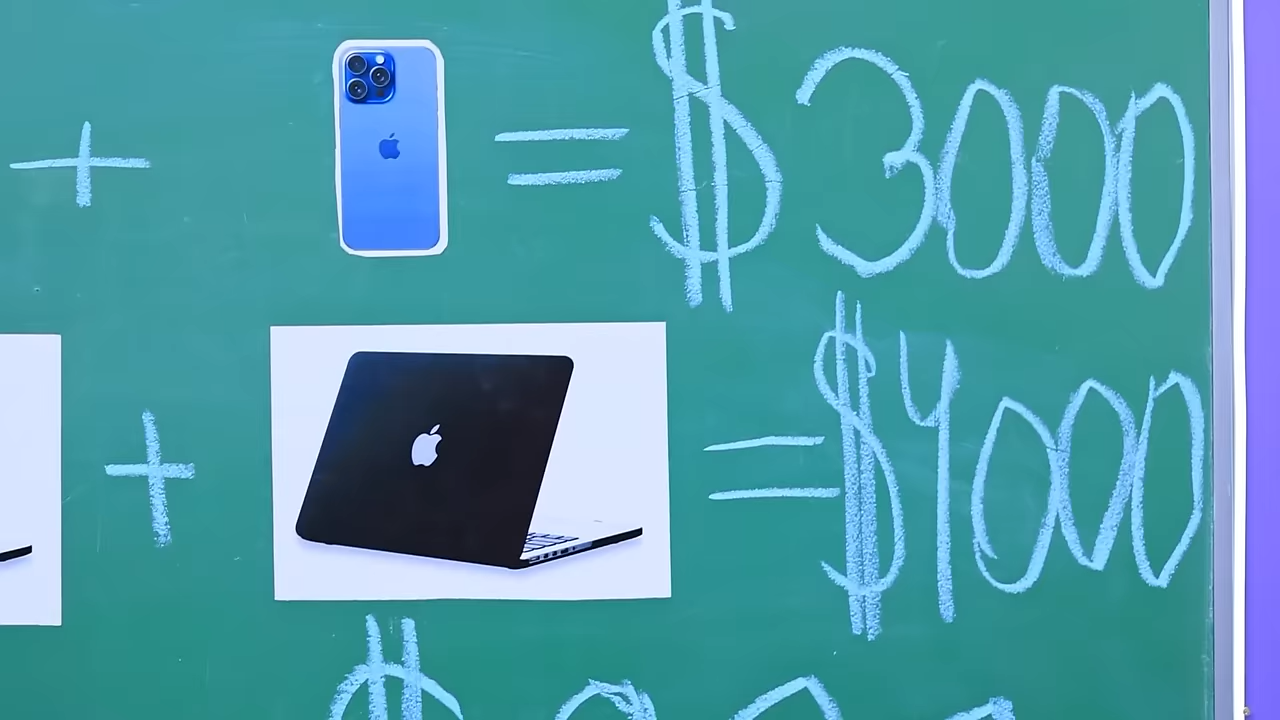 + = $3000
+ = $4000
$